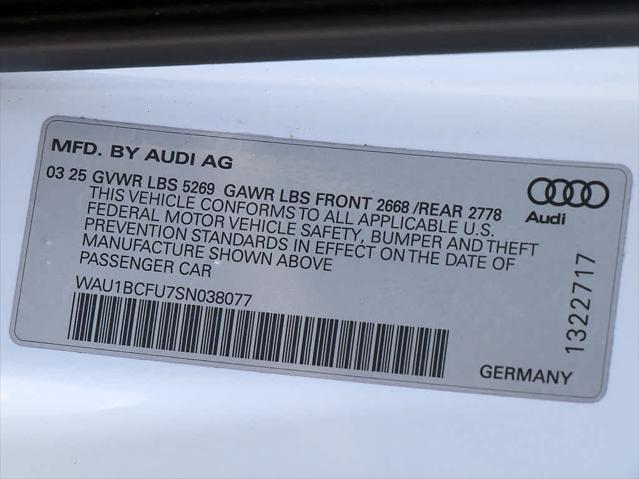 MFD. BY AUDI AG
03 25 GVWR LBS 5269 GAWR LBS FRONT 2668 /REAR 2778
THIS VEHICLE CONFORMS TO ALL APPLICABLE U.S.
FEDERAL MOTOR VEHICLE SAFETY, BUMPER AND THEFT
PREVENTION STANDARDS IN EFFECT ON THE DATE OF
MANUFACTURE SHOWN ABOVE
PASSENGER CAR
WAU1BCFU7SN038077
Audi
1322717
GERMANY